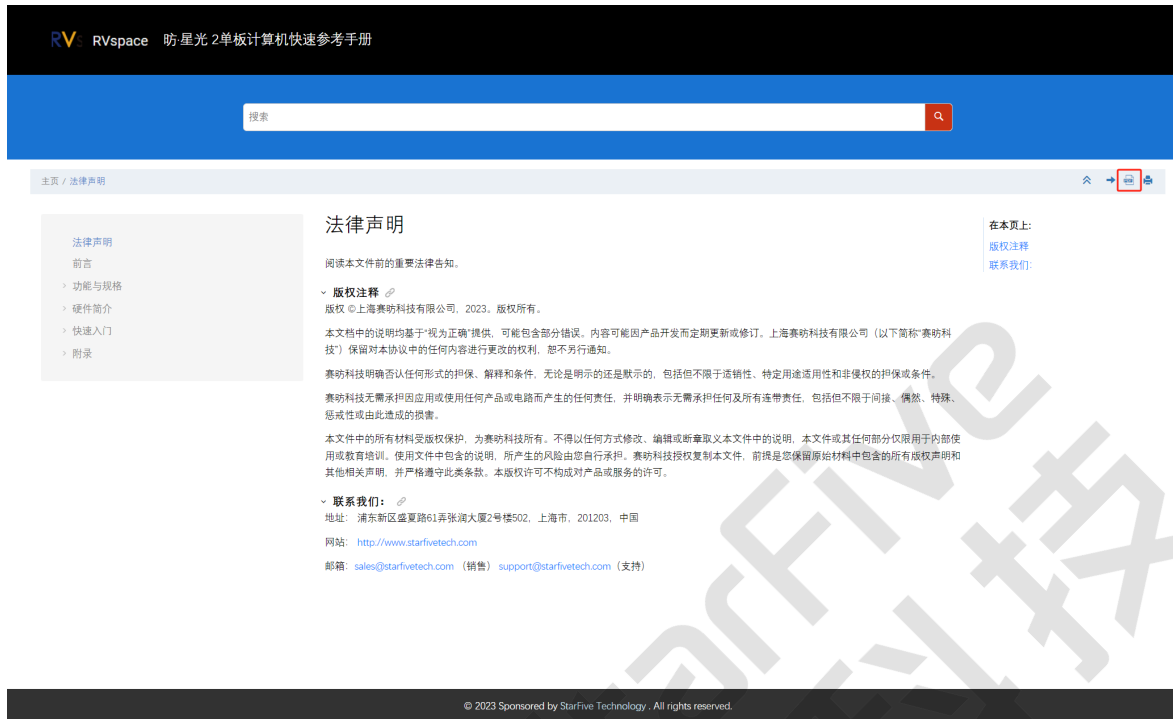 RVs RVspace 昉·星光 2单板计算机快速参考手册
搜索
主页 / 法律声明
法律声明
前言
功能与规格
硬件简介
快速入门
附录
法律声明
阅读本文件前的重要法律告知。
版权注释
版权 ©上海赛昉科技有限公司，2023。版权所有。
本文档中的说明均基于“视为正确”提供，可能包含部分错误。内容可能因产品开发而定期更新或修订。上海赛昉科技有限公司（以下简称“赛昉科
技”）保留对本协议中的任何内容进行更改的权利，恕不另行通知。
赛昉科技明确否认任何形式的担保、解释和条件，无论是明示的还是默示的，包括但不限于适销性、特定用途适用性和非侵权的担保或条件。
赛昉科技无需承担因应用或使用任何产品或电路而产生的任何责任，并明确表示无需承担任何及所有连带责任，包括但不限于间接、偶然、特殊、
惩戒性或由此造成的损害。
本文件中的所有材料受版权保护，为赛昉科技所有。不得以任何方式修改、编辑或断章取义本文件中的说明，本文件或其任何部分仅限用于内部使
用或教育培训。使用文件中包含的说明，所产生的风险由您自行承担。赛昉科技授权复制本文件，前提是您保留原始材料中包含的所有版权声明和
其他相关声明，并严格遵守此类条款。本版权许可不构成对产品或服务的许可。
联系我们：
地址： 浦东新区盛夏路61弄张润大厦2号楼502，上海市，201203，中国
网站： http://www.starfivetech.com
邮箱：sales@starfivetech.com （销售） support@starfivetech.com（支持）
在本页上:
版权注释
联系我们:
StarFive
科技
© 2023 Sponsored by StarFive Technology . All rights reserved.